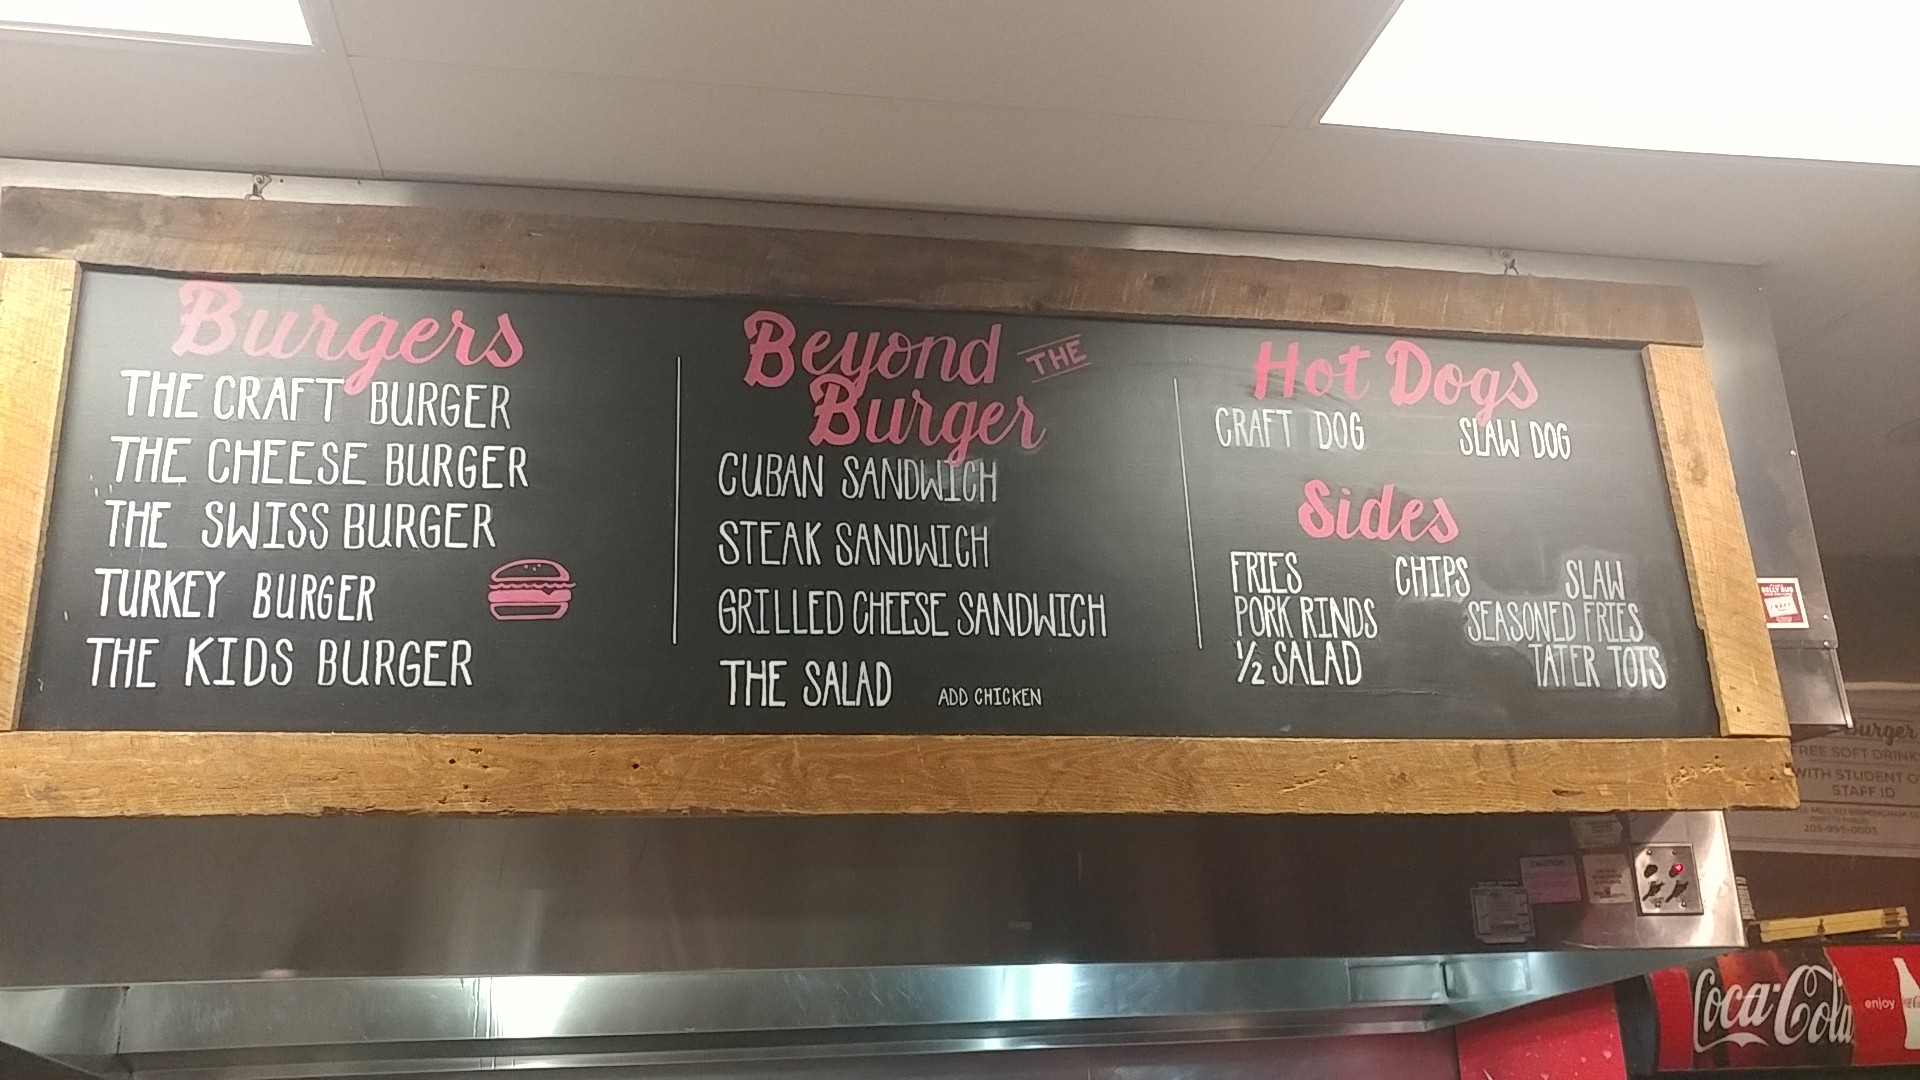 Burgers
THE CRAFT BURGER
THE CHEESE BURGER
THE SWISS BURGER
TURKEY BURGER
THE KIDS BURGER
Beyond THE
Burger
CUBAN SANDWICH
STEAK SANDWICH
GRILLED CHEESE SANDWICH
THE SALAD ADD CHICKEN
Hot Dogs
CRAFT DOG SLAW DOG
Sides
FRIES CHIPS SLAW
PORK RINDS SEASONED FRIES
1/2 SALAD TATER TOTS
Burger
FREE SOFT DRINK
WITH STUDENT
STAFF ID
CAUTION
Coca-Cola
enjoy